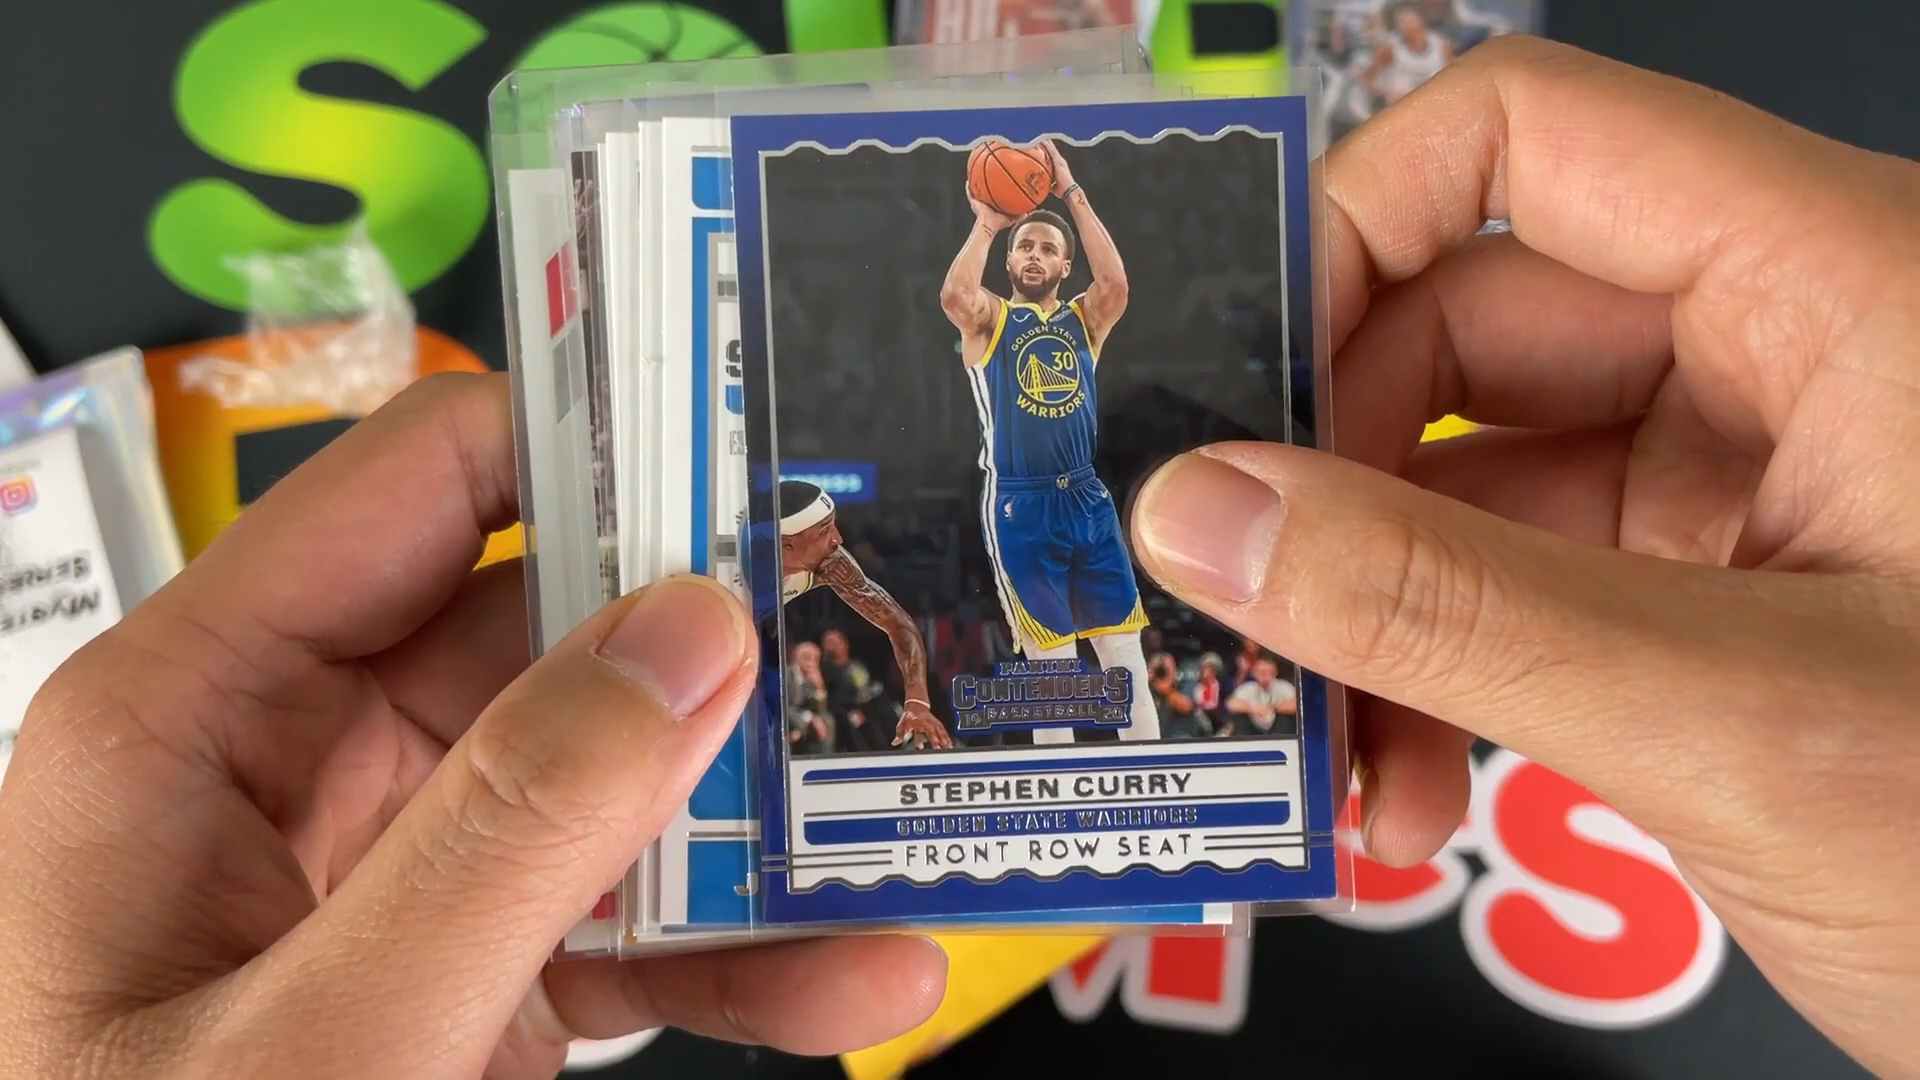 GOLDEN STATE
30
WARRIORS
W
PANINI
CONTENDERS
19 BASKETBALL 20
STEPHEN CURRY
GOLDEN STATE WARRIORS
FRONT ROW SEAT